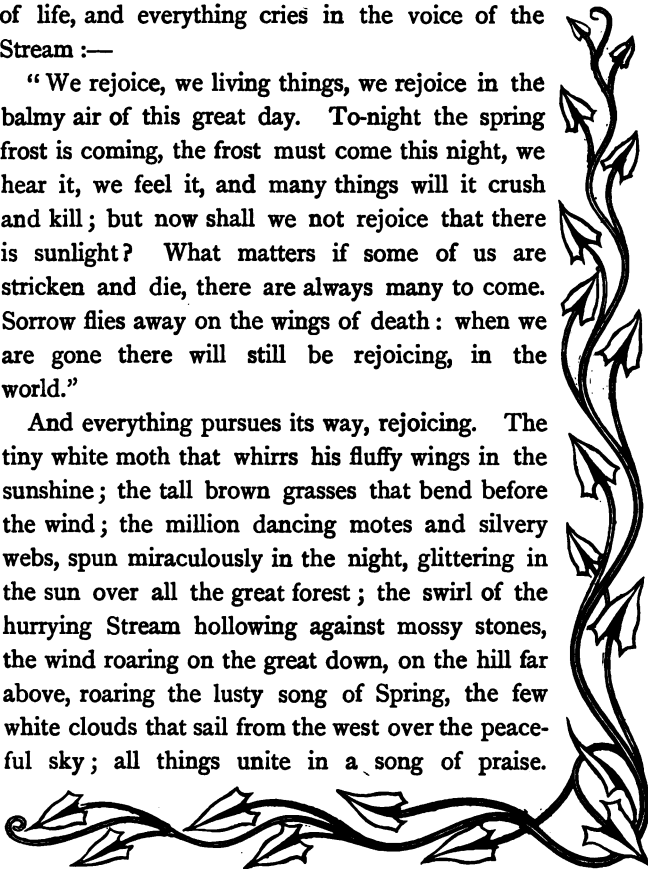 of life, and everything cries in the voice of the
Stream :—
“ We rejoice, we living things, we rejoice in the
balmy air of this great day. To-night the spring
frost is coming, the frost must come this night, we
hear it, we feel it, and many things will it crush
and kill ; but now shall we not rejoice that there
is sunlight ? What matters if some of us are
stricken and die, there are always many to come.
Sorrow flies away on the wings of death : when we
are gone there will still be rejoicing, in the
world.”
And everything pursues its way, rejoicing. The
tiny white moth that whirrs his fluffy wings in the
sunshine ; the tall brown grasses that bend before
the wind ; the million dancing motes and silvery
webs, spun miraculously in the night, glittering in
the sun over all the great forest ; the swirl of the
hurrying Stream hollowing against mossy stones,
the wind roaring on the great down, on the hill far
above, roaring the lusty song of Spring, the few
white clouds that sail from the west over the peace-
ful sky ; all things unite in a song of praise.